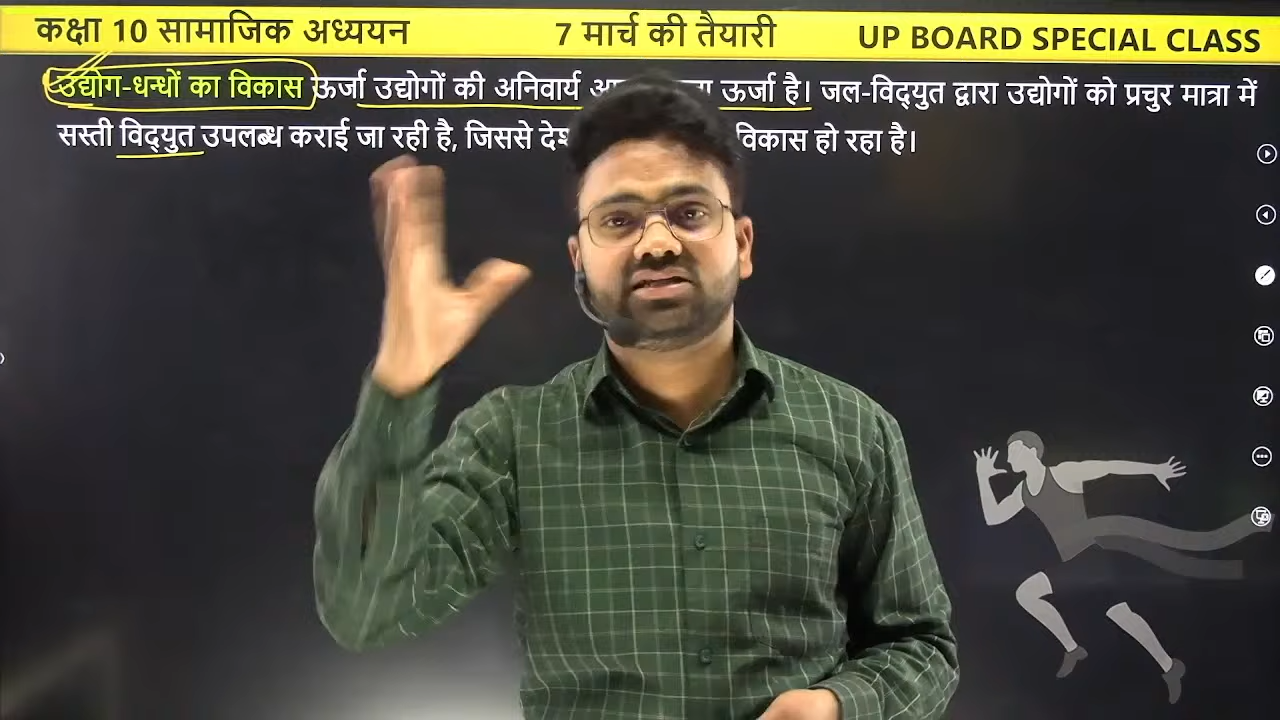 कक्षा 10 सामाजिक अध्ययन 7 मार्च की तैयारी UP BOARD SPECIAL CLASS
उद्योग-धन्धों का विकास ऊर्जा उद्योगों की अनिवार्य ऊर्जा है। जल-विद्युत द्वारा उद्योगों को प्रचुर मात्रा में
सस्ती विद्युत उपलब्ध कराई जा रही है, जिससे विकास हो रहा है।